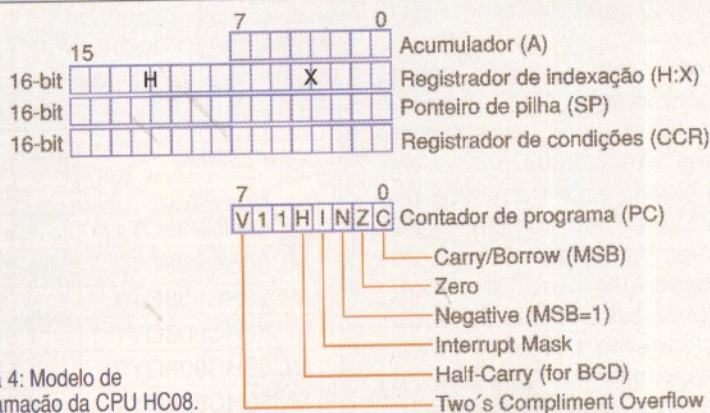 7 0
Acumulador (A)
15
16-bit H X Registrador de indexação (H:X)
16-bit Ponteiro de pilha (SP)
16-bit Registrador de condições (CCR)
7 0
V 1 1 H I N Z C Contador de programa (PC)
Carry/Borrow (MSB)
Zero
Negative (MSB=1)
Interrupt Mask
Half-Carry (for BCD)
Two´s Compliment Overflow
4: Modelo de
amação da CPU HC08.